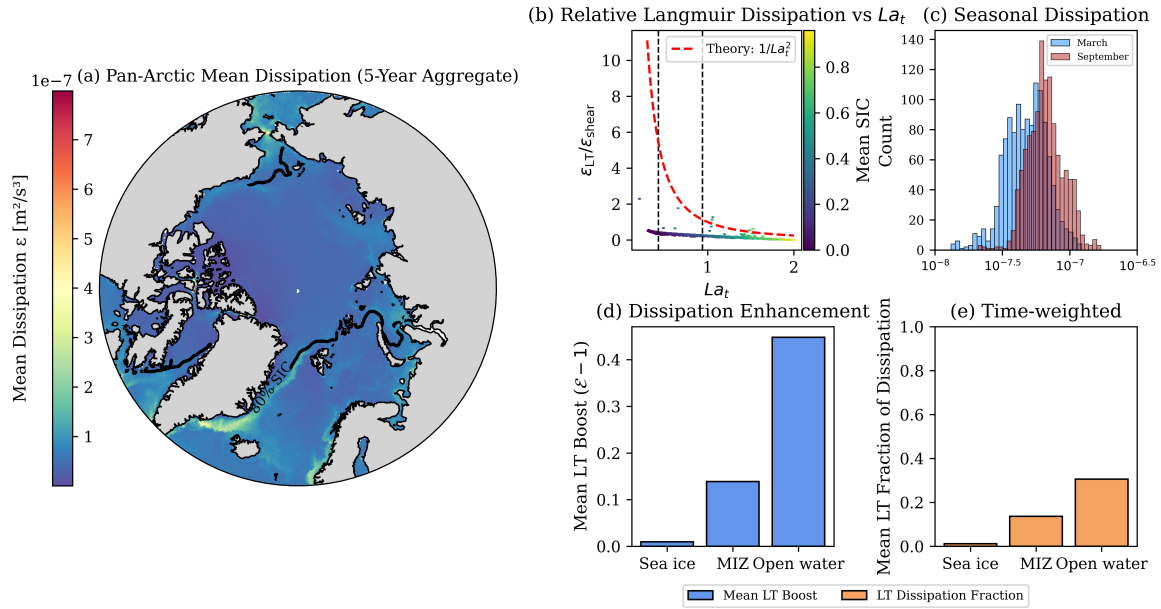 (a) Pan-Arctic Mean Dissipation (5-Year Aggregate)
1e−7
7
6
5
4
3
2
1
Mean Dissipation ε [m²/s³]
80% SIC
(b) Relative Langmuir Dissipation vs La_t
Theory: 1/La_t^2
10
8
6
4
2
0
ε_LT/ε_shear
1
2
La_t
0.8
0.6
0.4
0.2
0.0
Mean SIC
(c) Seasonal Dissipation
March
September
140
120
100
80
60
40
20
0
Count
10^−8
10^−7.5
10^−7
10^−6.5
(d) Dissipation Enhancement
0.4
0.3
0.2
0.1
0.0
Mean LT Boost (ℰ − 1)
Sea ice
MIZ
Open water
(e) Time-weighted
1.0
0.8
0.6
0.4
0.2
0.0
Mean LT Fraction of Dissipation
Sea ice
MIZ
Open water
Mean LT Boost
LT Dissipation Fraction